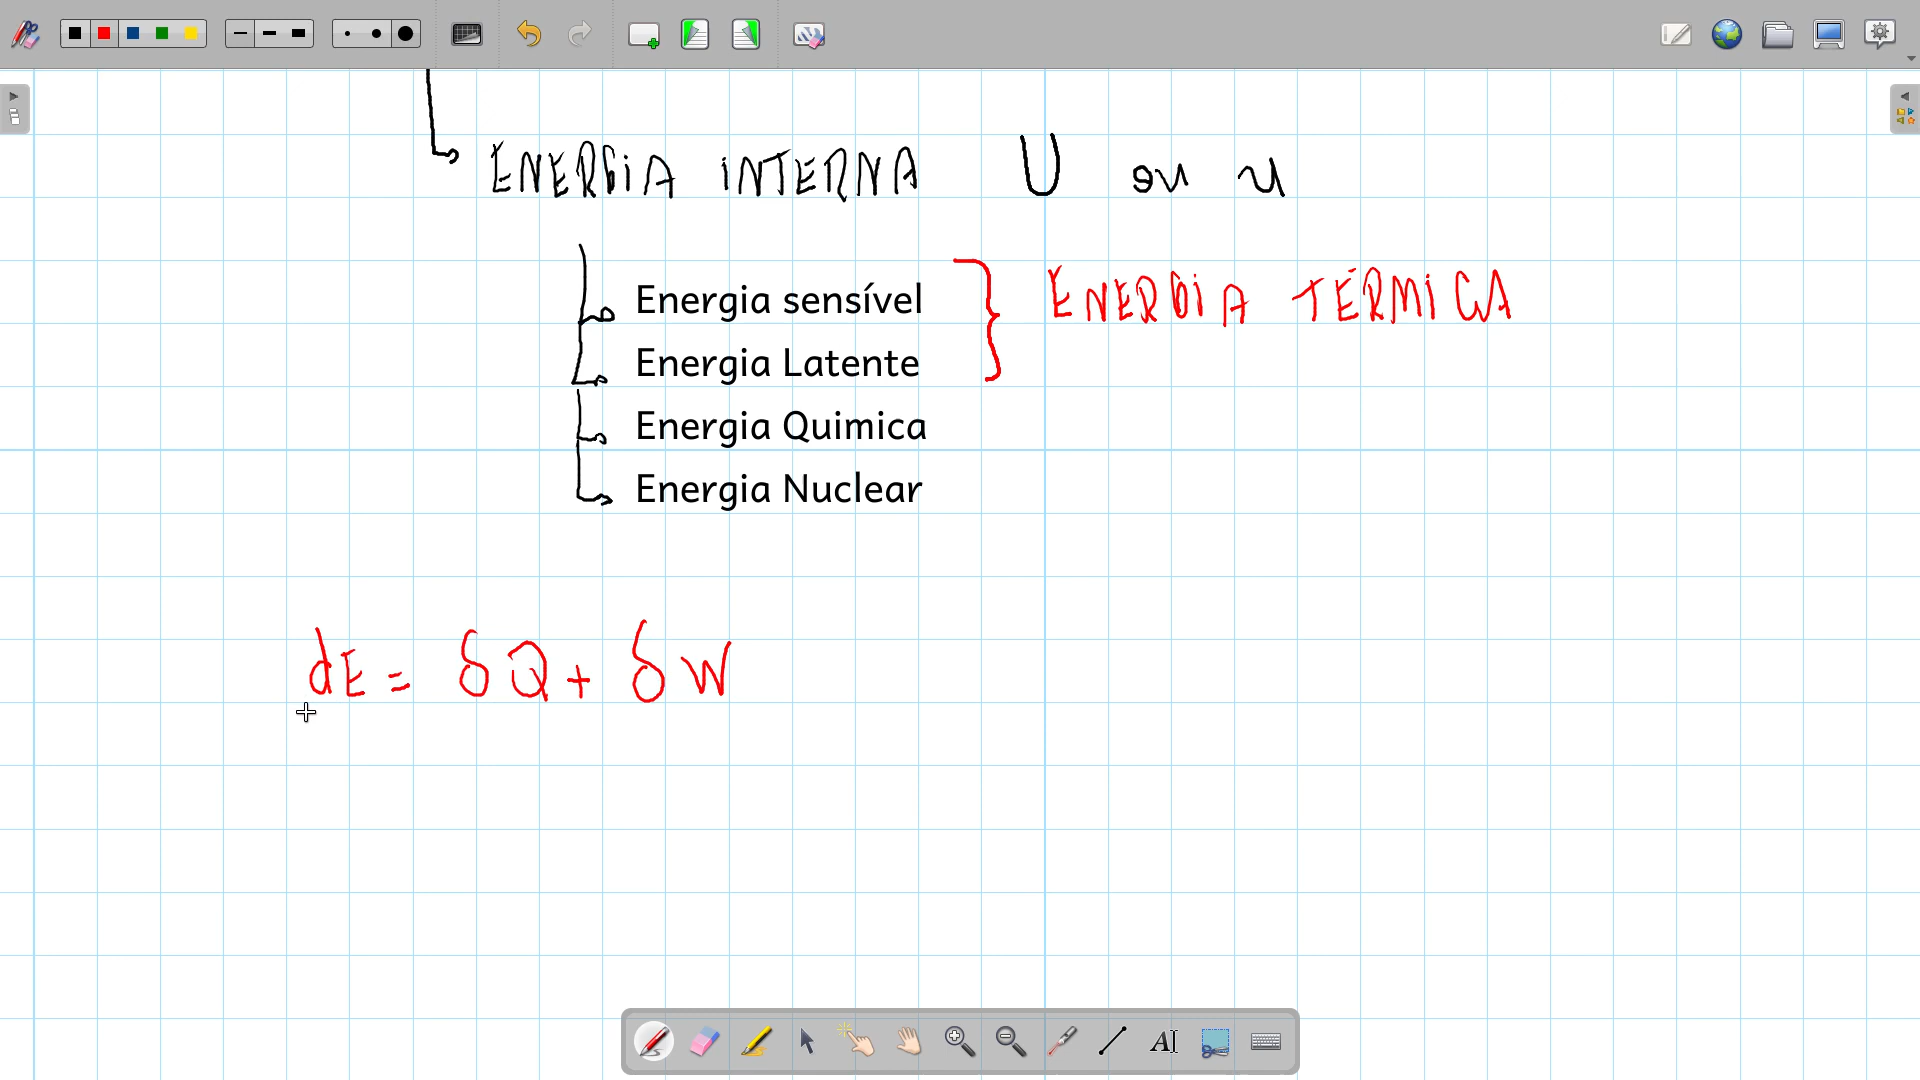 ENERGIA INTERNA U ou u
Energia sensível
ENERGIA TÉRMICA
Energia Latente
Energia Quimica
Energia Nuclear
dE = δQ + δW